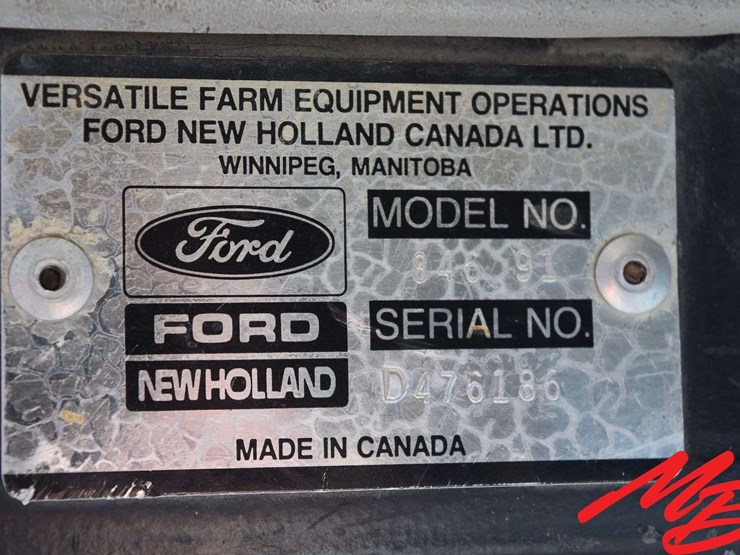 VERSATILE FARM EQUIPMENT OPERATIONS
FORD NEW HOLLAND CANADA LTD.
WINNIPEG, MANITOBA
Ford
MODEL NO.
846 91
FORD
SERIAL NO.
NEW HOLLAND
D476186
MADE IN CANADA